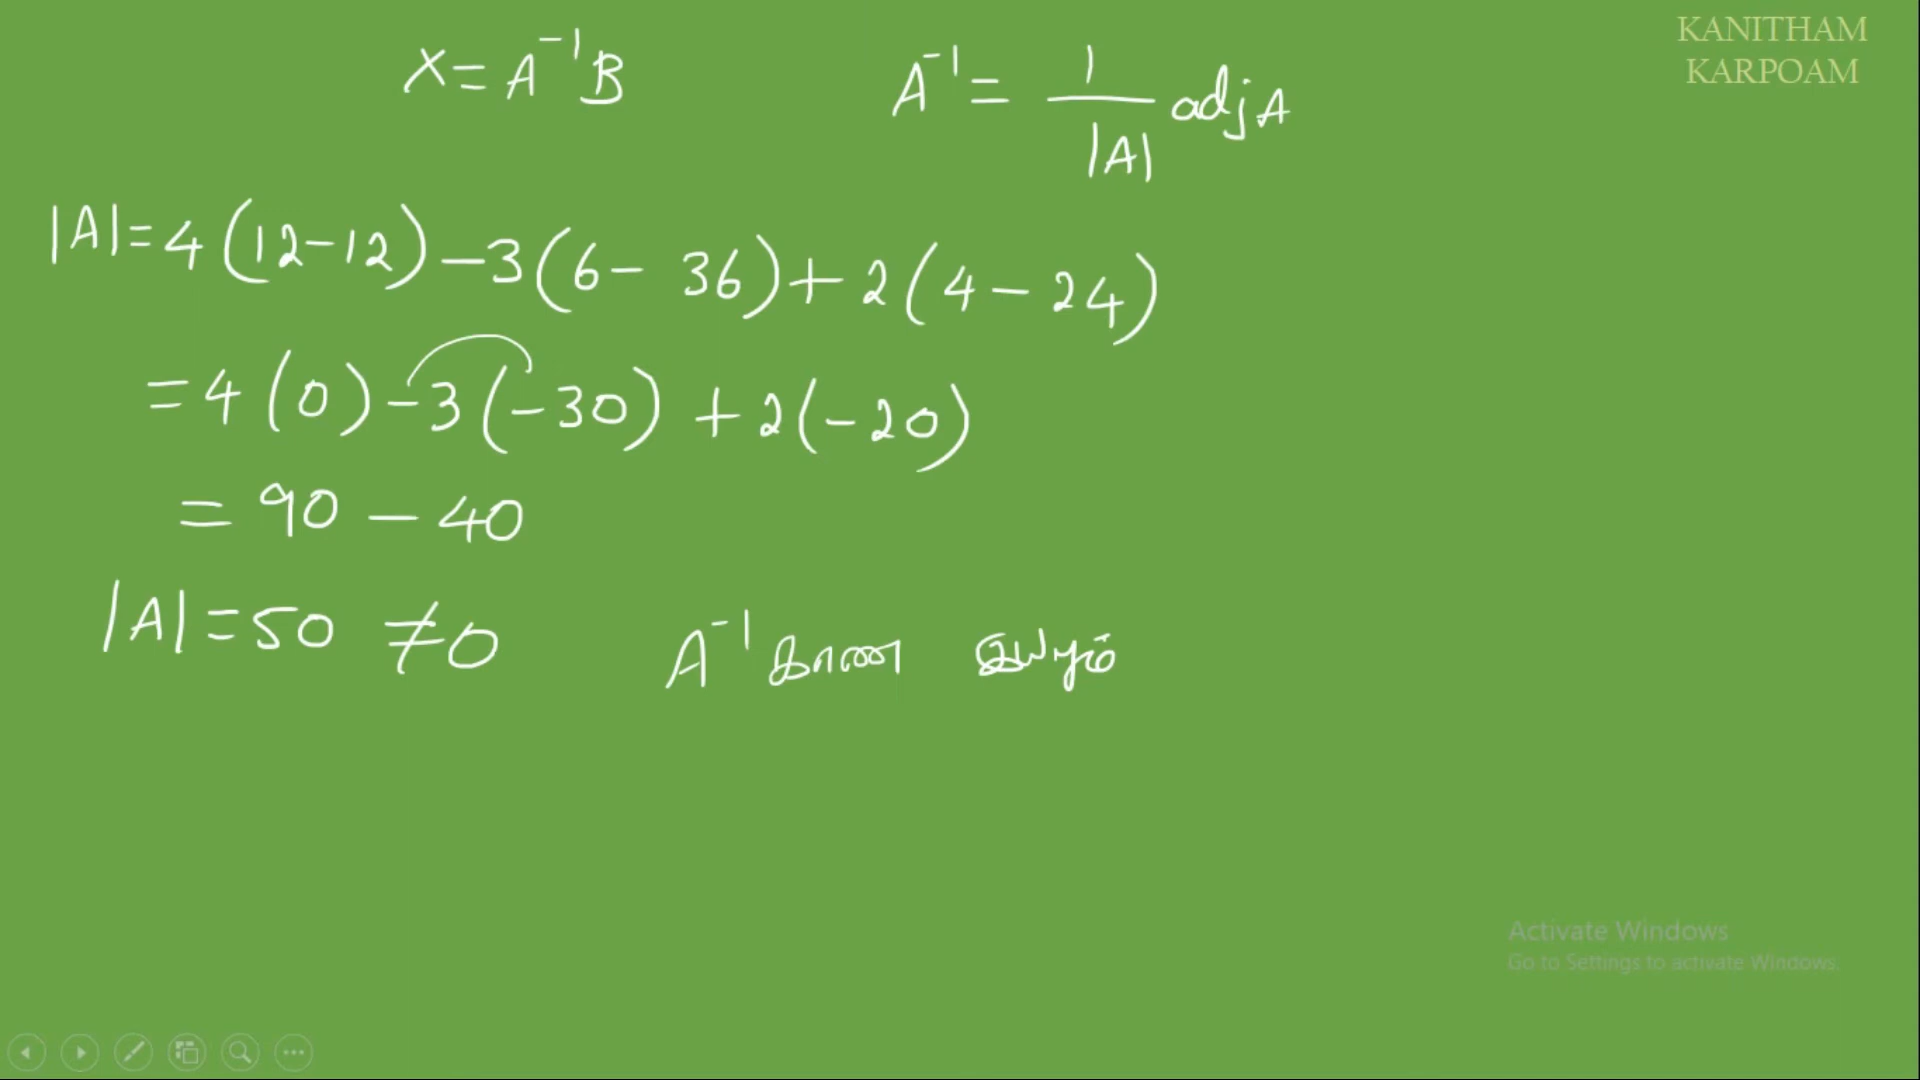 KANITHAM
KARPOAM
X = A⁻¹B
A⁻¹ = 1/|A| adj A
|A| = 4(12-12) -3(6- 36) + 2(4 - 24)
= 4(0) -3(-30) + 2(-20)
= 90 - 40
|A| = 50 ≠0
A⁻¹ காண இயலும்
Activate Windows
Go to Settings to activate Windows.